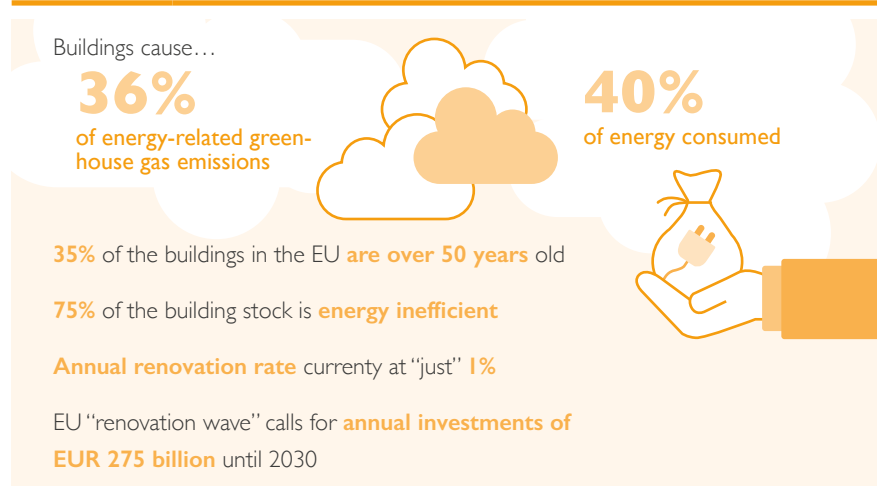 Buildings cause…
36%
of energy-related green-
house gas emissions
40%
of energy consumed
35% of the buildings in the EU are over 50 years old
75% of the building stock is energy inefficient
Annual renovation rate currenty at “just” 1%
EU “renovation wave” calls for annual investments of
EUR 275 billion until 2030